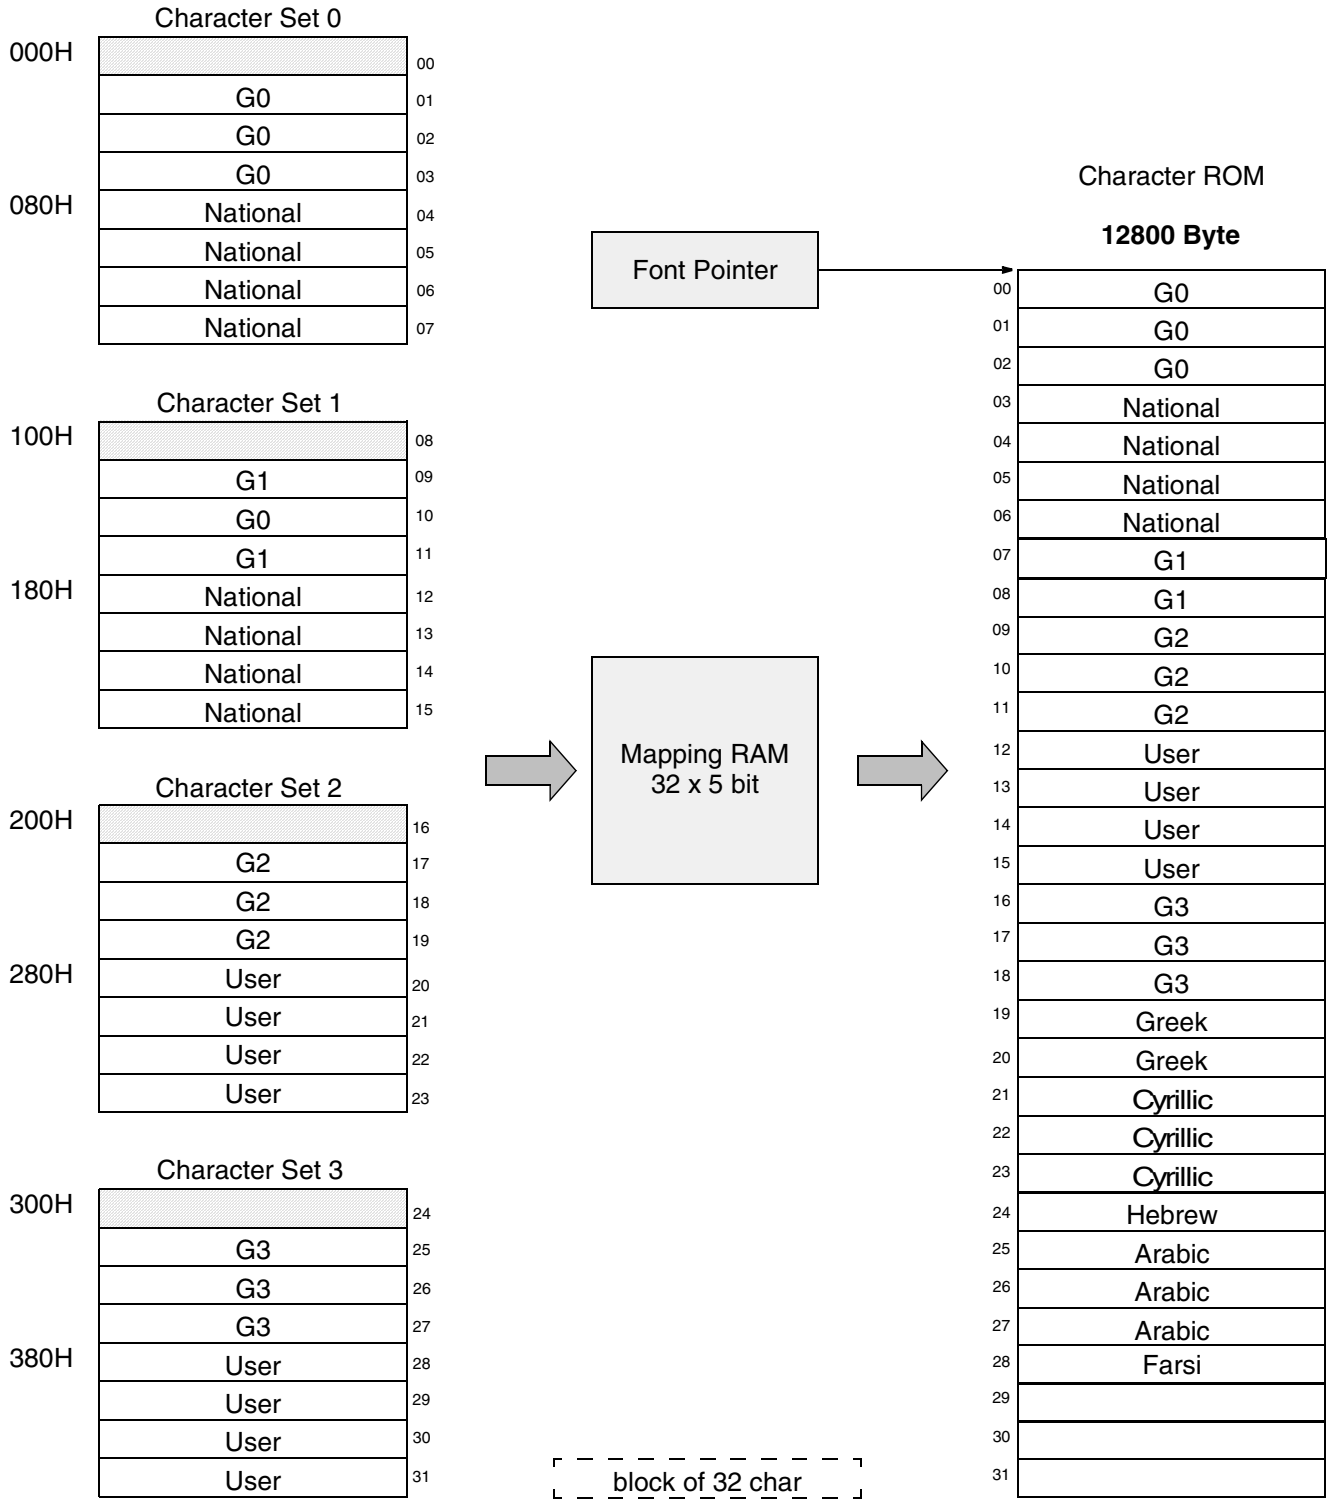 Character Set 0
000H
00
G0 01
G0 02
G0 03
080H National 04
National 05
National 06
National 07
Character Set 1
100H
08
G1 09
G0 10
G1 11
180H National 12
National 13
National 14
National 15
Character Set 2
200H
16
G2 17
G2 18
G2 19
280H User 20
User 21
User 22
User 23
Character Set 3
300H
24
G3 25
G3 26
G3 27
380H User 28
User 29
User 30
User 31
Font Pointer
Mapping RAM
32 x 5 bit
block of 32 char
Character ROM
12800 Byte
00 G0
01 G0
02 G0
03 National
04 National
05 National
06 National
07 G1
08 G1
09 G2
10 G2
11 G2
12 User
13 User
14 User
15 User
16 G3
17 G3
18 G3
19 Greek
20 Greek
21 Cyrillic
22 Cyrillic
23 Cyrillic
24 Hebrew
25 Arabic
26 Arabic
27 Arabic
28 Farsi
29
30
31